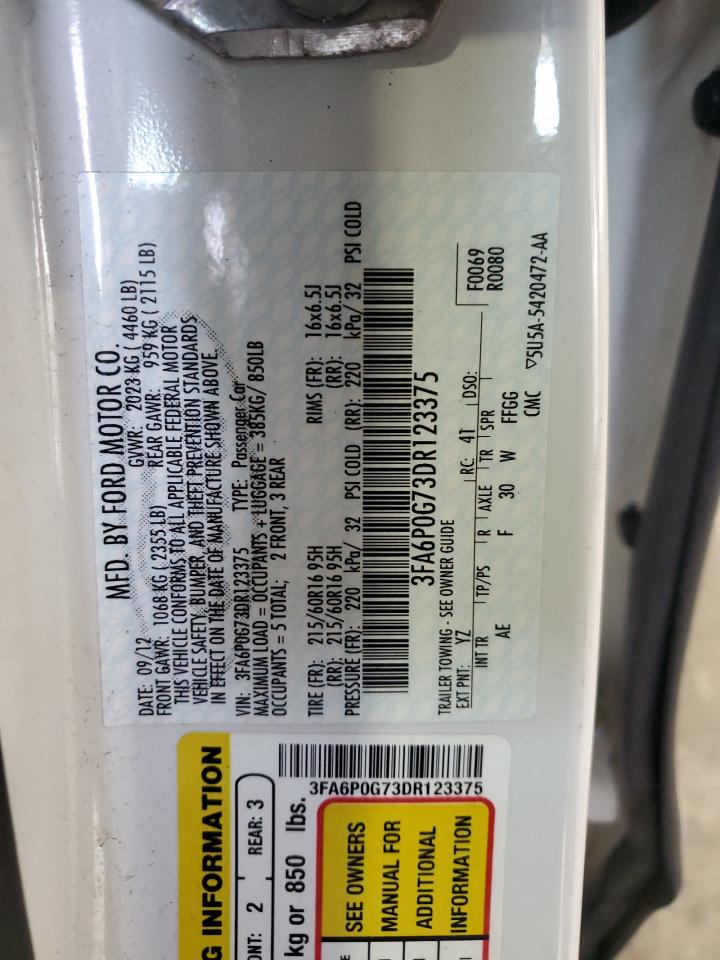 MFD. BY FORD MOTOR CO.
DATE: 09/12 GVWR: 2023 KG ( 4460 LB)
FRONT GAWR: 1068 KG ( 2355 LB) REAR GAWR: 959 KG ( 2115 LB)
THIS VEHICLE CONFORMS TO ALL APPLICABLE FEDERAL MOTOR
VEHICLE SAFETY, BUMPER, AND THEFT PREVENTION STANDARDS
IN EFFECT ON THE DATE OF MANUFACTURE SHOWN ABOVE.
VIN: 3FA6P0G73DR123375 TYPE: Passenger Car
MAXIMUM LOAD = OCCUPANTS + LUGGAGE = 385KG/ 850LB
OCCUPANTS = 5 TOTAL; 2 FRONT, 3 REAR
TIRE (FR): 215/60R16 95H RIMS (FR): 16x6.5J
(RR): 215/60R16 95H (RR): 16x6.5J
PRESSURE (FR): 220 kPa/ 32 PSI COLD (RR): 220 kPa/ 32 PSI COLD
3FA6P0G73DR123375
TRAILER TOWING - SEE OWNER GUIDE F0069
EXT PNT: YZ RC: 41 DSO: R0080
INT TR TP/PS R AXLE TR SPR
AE F 30 W FFGG
CMC ▽5U5A-5420472-AA
G INFORMATION
ONT: 2 REAR: 3
kg or 850 lbs.
3FA6P0G73DR123375
SEE OWNERS
MANUAL FOR
ADDITIONAL
INFORMATION